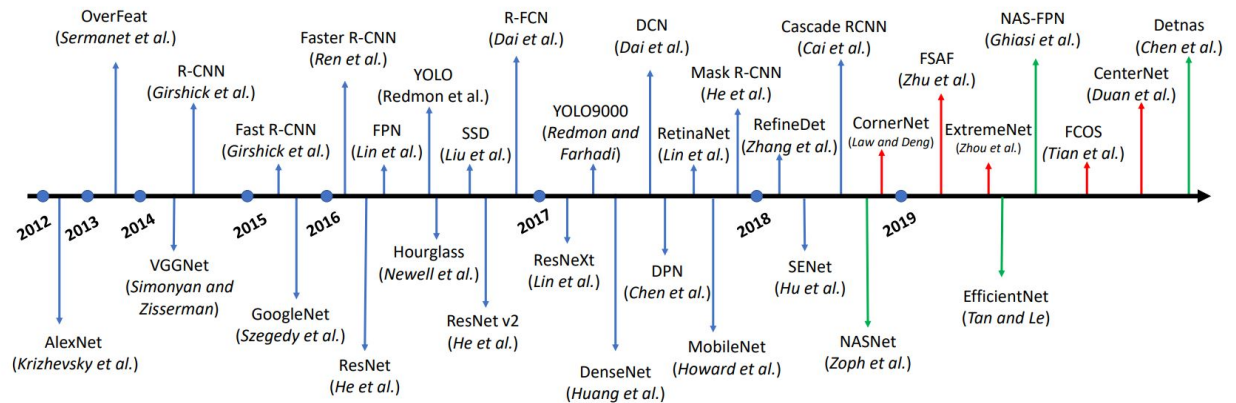 OverFeat
(Sermanet et al.)
R-CNN
(Girshick et al.)
Fast R-CNN
(Girshick et al.)
Faster R-CNN
(Ren et al.)
FPN
(Lin et al.)
YOLO
(Redmon et al.)
SSD
(Liu et al.)
R-FCN
(Dai et al.)
YOLO9000
(Redmon and
Farhadi)
DCN
(Dai et al.)
RetinaNet
(Lin et al.)
Mask R-CNN
(He et al.)
RefineDet
(Zhang et al.)
Cascade RCNN
(Cai et al.)
CornerNet
(Law and Deng)
FSAF
(Zhu et al.)
ExtremeNet
(Zhou et al.)
NAS-FPN
(Ghiasi et al.)
FCOS
(Tian et al.)
CenterNet
(Duan et al.)
Detnas
(Chen et al.)
2012
2013
2014
2015
2016
2017
2018
2019
AlexNet
(Krizhevsky et al.)
VGGNet
(Simonyan and
Zisserman)
GoogleNet
(Szegedy et al.)
ResNet
(He et al.)
Hourglass
(Newell et al.)
ResNet v2
(He et al.)
ResNeXt
(Lin et al.)
DenseNet
(Huang et al.)
DPN
(Chen et al.)
MobileNet
(Howard et al.)
SENet
(Hu et al.)
NASNet
(Zoph et al.)
EfficientNet
(Tan and Le)